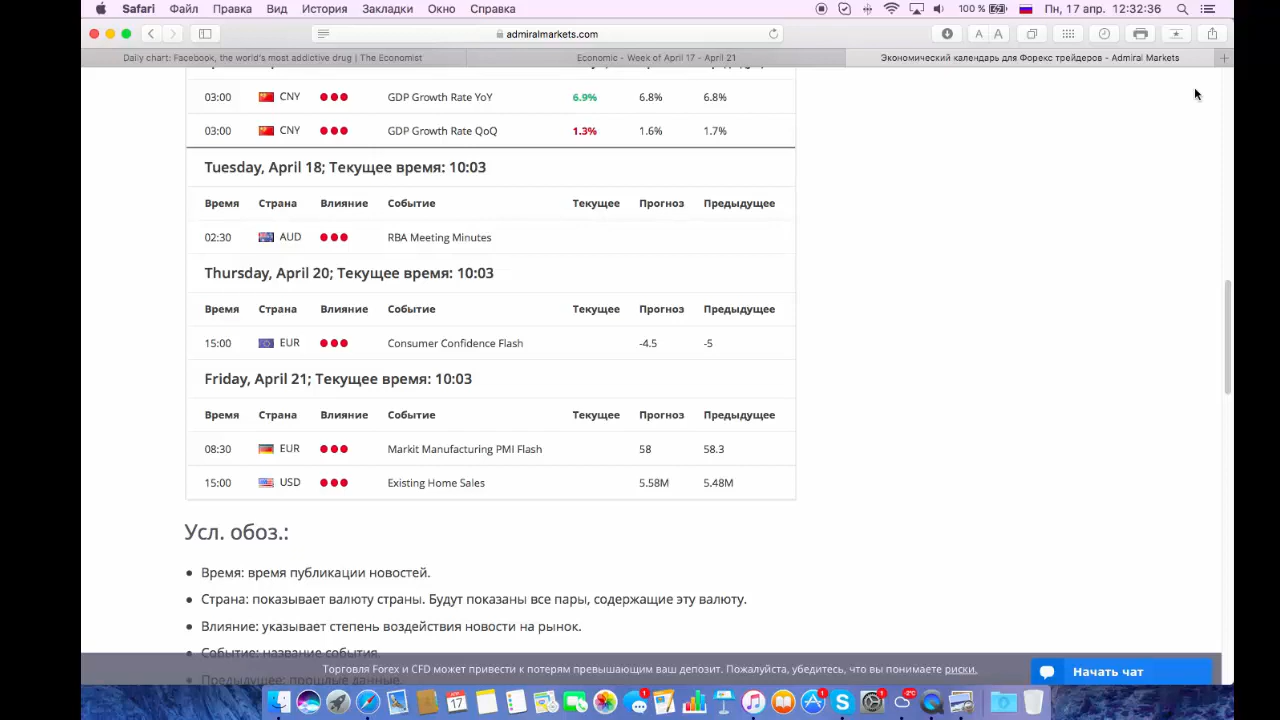 Safari Файл Правка Вид История Закладки Окно Справка 100 % Пн, 17 апр. 12:32:36
admiralmarkets.com A A
Daily chart: Facebook, the world's most addictive drug | The Economist Economic - Week of April 17 - April 21 Экономический календарь для Форекс трейдеров - Admiral Markets
03:00 CNY GDP Growth Rate YoY 6.9% 6.8% 6.8%
03:00 CNY GDP Growth Rate QoQ 1.3% 1.6% 1.7%
Tuesday, April 18; Текущее время: 10:03
Время Страна Влияние Событие Текущее Прогноз Предыдущее
02:30 AUD RBA Meeting Minutes
Thursday, April 20; Текущее время: 10:03
Время Страна Влияние Событие Текущее Прогноз Предыдущее
15:00 EUR Consumer Confidence Flash -4.5 -5
Friday, April 21; Текущее время: 10:03
Время Страна Влияние Событие Текущее Прогноз Предыдущее
08:30 EUR Markit Manufacturing PMI Flash 58 58.3
15:00 USD Existing Home Sales 5.58M 5.48M
Усл. обоз.:
Время: время публикации новостей.
Страна: показывает валюту страны. Будут показаны все пары, содержащие эту валюту.
Влияние: указывает степень воздействия новости на рынок.
Событие: название события.
Торговля Forex и CFD может привести к потерям превышающим ваш депозит. Пожалуйста, убедитесь, что вы понимаете риски. Начать чат
Предыдущее: прошлые данные.
17 1 1 1 -2°C